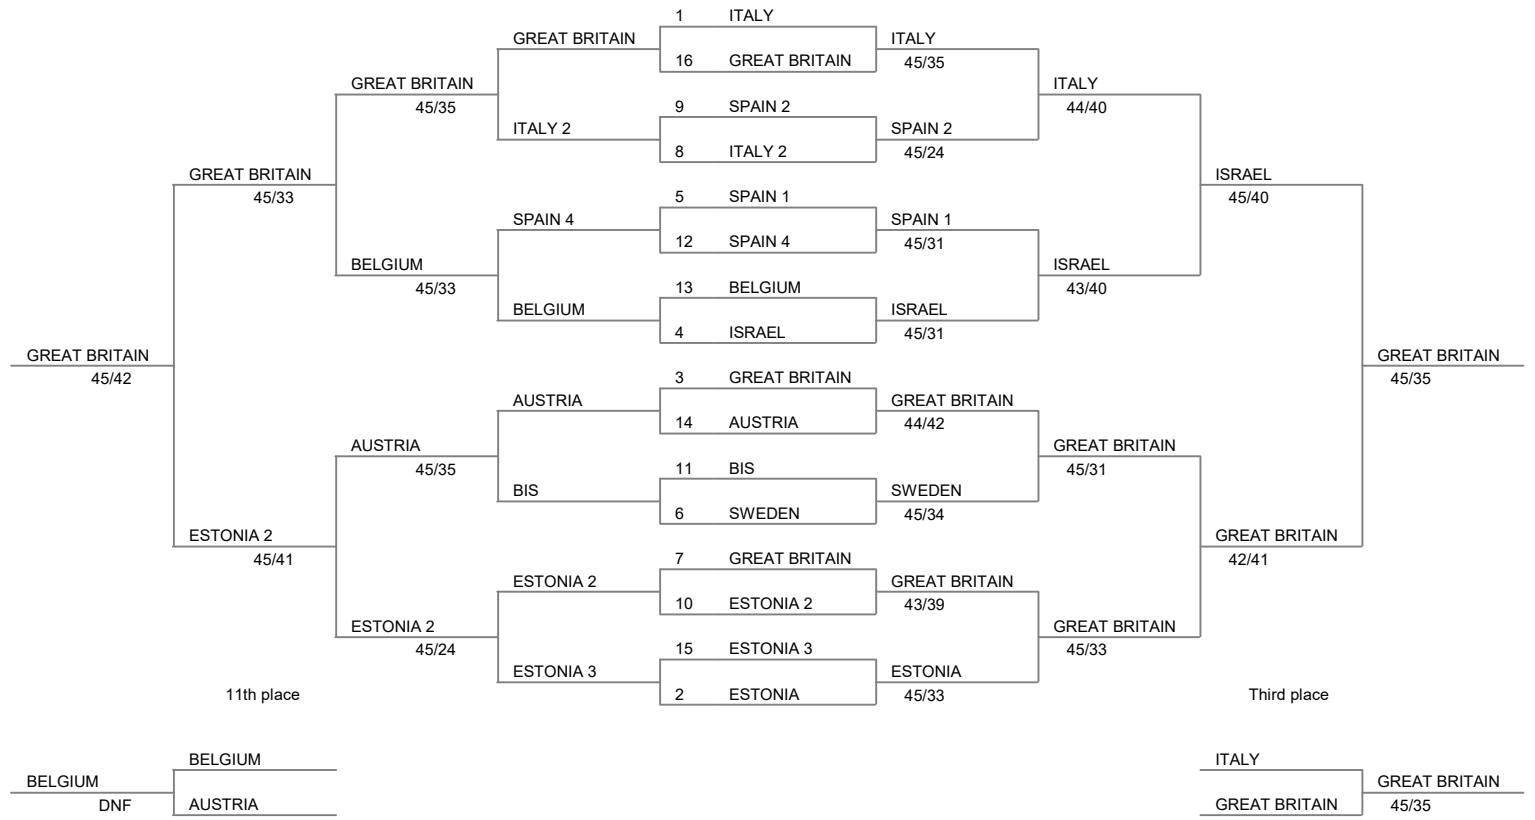 1 ITALY
GREAT BRITAIN ITALY
16 GREAT BRITAIN 45/35
GREAT BRITAIN ITALY
45/35 9 SPAIN 2 44/40
ITALY 2 SPAIN 2
8 ITALY 2 45/24
GREAT BRITAIN ISRAEL
45/33 5 SPAIN 1 45/40
SPAIN 4 SPAIN 1
12 SPAIN 4 45/31
BELGIUM ISRAEL
45/33 13 BELGIUM 43/40
BELGIUM ISRAEL
4 ISRAEL 45/31
GREAT BRITAIN GREAT BRITAIN
45/42 3 GREAT BRITAIN 45/35
AUSTRIA GREAT BRITAIN
14 AUSTRIA 44/42
AUSTRIA GREAT BRITAIN
45/35 11 BIS 45/31
BIS SWEDEN
6 SWEDEN 45/34
ESTONIA 2 GREAT BRITAIN
45/41 7 GREAT BRITAIN 42/41
ESTONIA 2 GREAT BRITAIN
10 ESTONIA 2 43/39
ESTONIA 2 GREAT BRITAIN
45/24 15 ESTONIA 3 45/33
ESTONIA 3 ESTONIA
11th place 2 ESTONIA 45/33 Third place
BELGIUM ITALY
BELGIUM GREAT BRITAIN
DNF AUSTRIA GREAT BRITAIN 45/35